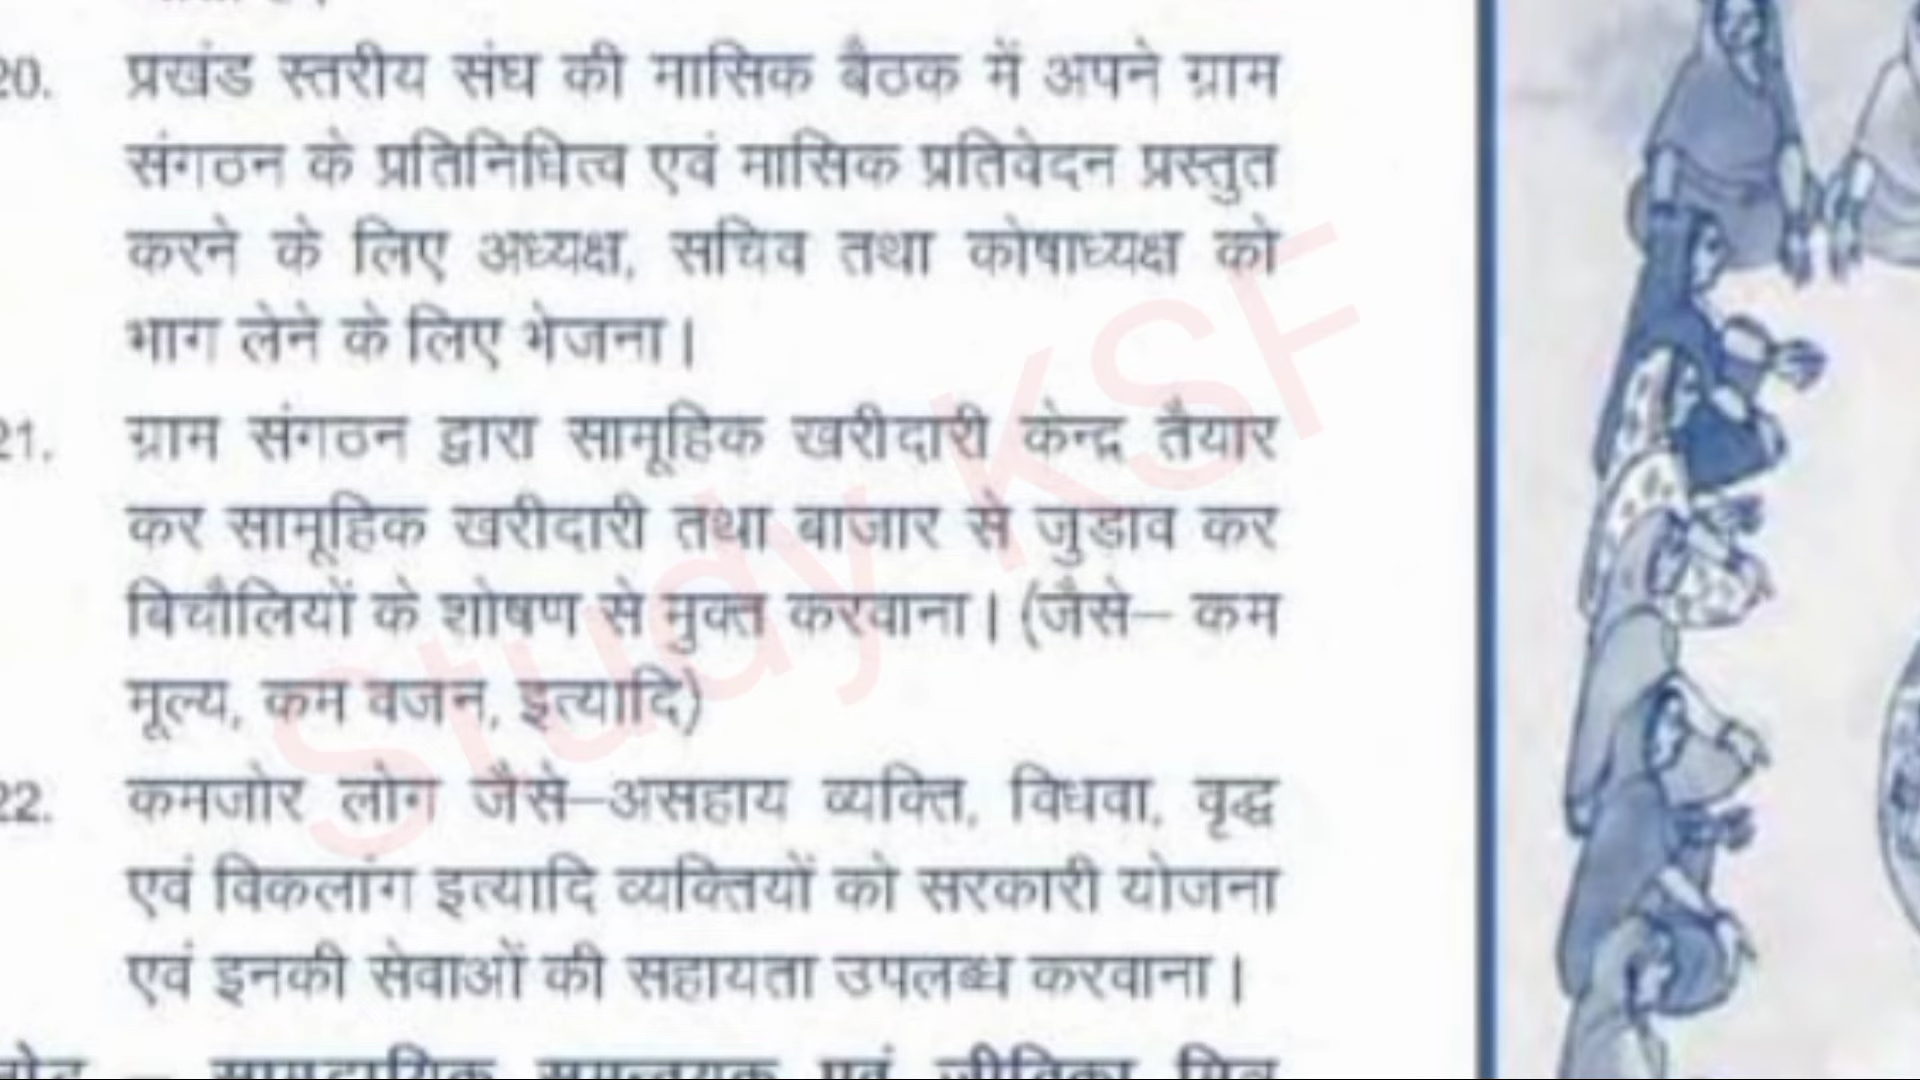 20. प्रखंड स्तरीय संघ की मासिक बैठक में अपने ग्राम
संगठन के प्रतिनिधित्व एवं मासिक प्रतिवेदन प्रस्तुत
करने के लिए अध्यक्ष, सचिव तथा कोषाध्यक्ष को
भाग लेने के लिए भेजना।
21. ग्राम संगठन द्वारा सामूहिक खरीदारी केन्द्र तैयार
कर सामूहिक खरीदारी तथा बाजार से जुडाव कर
बिचौलियों के शोषण से मुक्त करवाना। (जैसे– कम
मूल्य, कम वजन, इत्यादि)
22. कमजोर लोग जैसे–असहाय व्यक्ति, विधवा, वृद्ध
एवं विकलांग इत्यादि व्यक्तियों को सरकारी योजना
एवं इनकी सेवाओं की सहायता उपलब्ध करवाना।
Study KSF